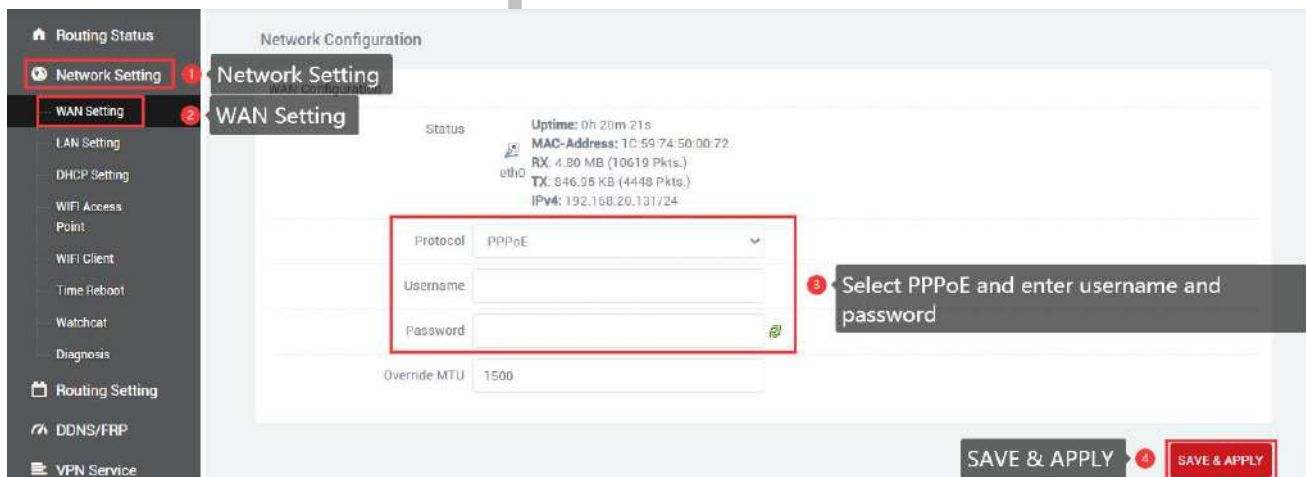 Routing Status
Network Configuration
Network Setting
1
Network Setting
WAN Configuration
WAN Setting
2
WAN Setting
LAN Setting
DHCP Setting
WIFI Access
Point
WIFI Client
Time Reboot
Watchcat
Diagnosis
Routing Setting
DDNS/FRP
VPN Service
Status
eth0
Uptime: 0h 20m 21s
MAC-Address: 1C:59:74:50:00:72
RX: 4.80 MB (10619 Pkts.)
TX: 846.95 KB (4448 Pkts.)
IPv4: 192.168.20.131/24
Protocol PPPoE
Username
Password
3
Select PPPoE and enter username and
password
Override MTU 1500
SAVE & APPLY
4
SAVE & APPLY